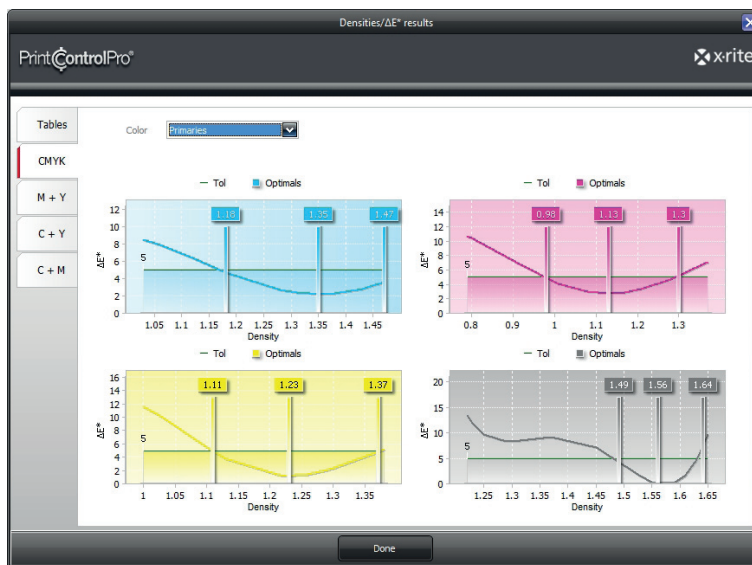 Densities/ΔE* results
PrintControlPro®
x·rite
Tables
CMYK
M + Y
C + Y
C + M
Color Primaries
Tol Optimals
1.18 1.35 1.47
12
10
8
6
4
2
0
ΔE*
5
1.05 1.1 1.15 1.2 1.25 1.3 1.35 1.4 1.45
Density
Tol Optimals
0.98 1.13 1.3
14
12
10
8
6
4
2
0
ΔE*
5
0.8 0.9 1 1.1 1.2 1.3
Density
Tol Optimals
1.11 1.23 1.37
16
14
12
10
8
6
4
2
0
ΔE*
5
1 1.05 1.1 1.15 1.2 1.25 1.3 1.35
Density
Tol Optimals
1.49 1.56 1.64
20
15
10
5
0
ΔE*
5
1.25 1.3 1.35 1.4 1.45 1.5 1.55 1.6 1.65
Density
Done